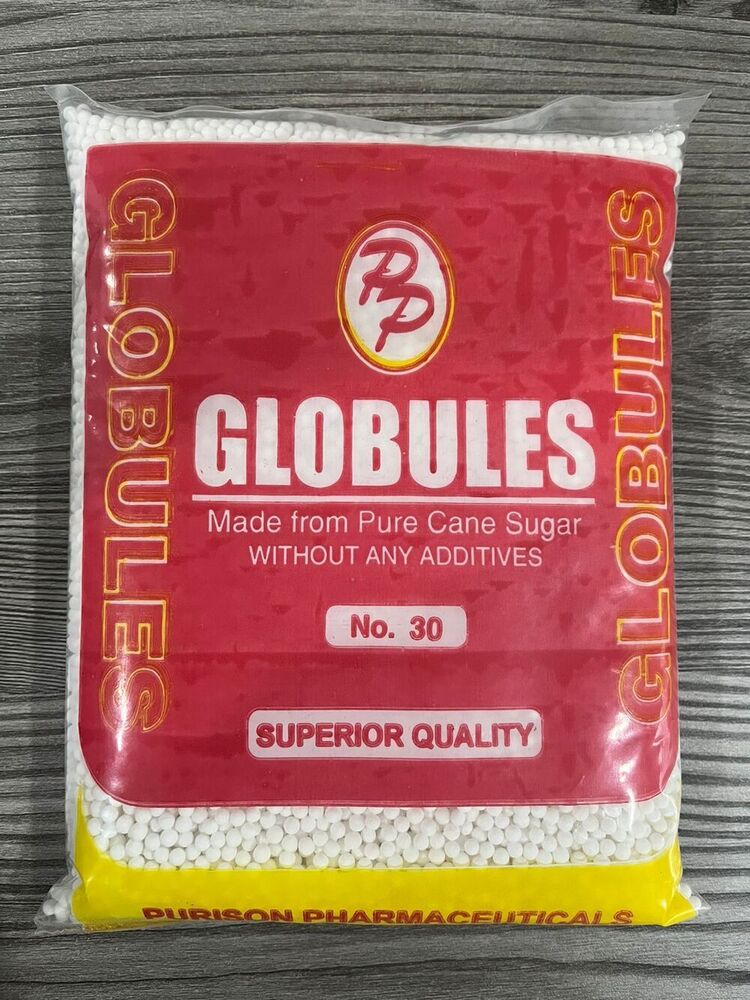 GLOBULES
PP
GLOBULES
Made from Pure Cane Sugar
WITHOUT ANY ADDITIVES
No. 30
SUPERIOR QUALITY
GLOBULES
PURISON PHARMACEUTICALS